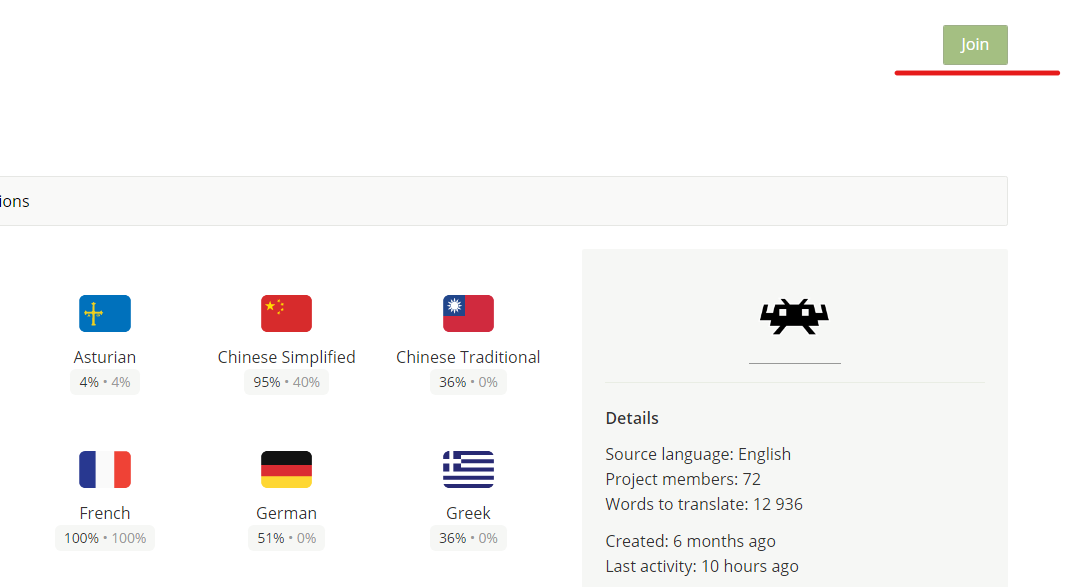 Join
ions
Asturian
4% • 4%
Chinese Simplified
95% • 40%
Chinese Traditional
36% • 0%
French
100% • 100%
German
51% • 0%
Greek
36% • 0%
Details
Source language: English
Project members: 72
Words to translate: 12 936
Created: 6 months ago
Last activity: 10 hours ago